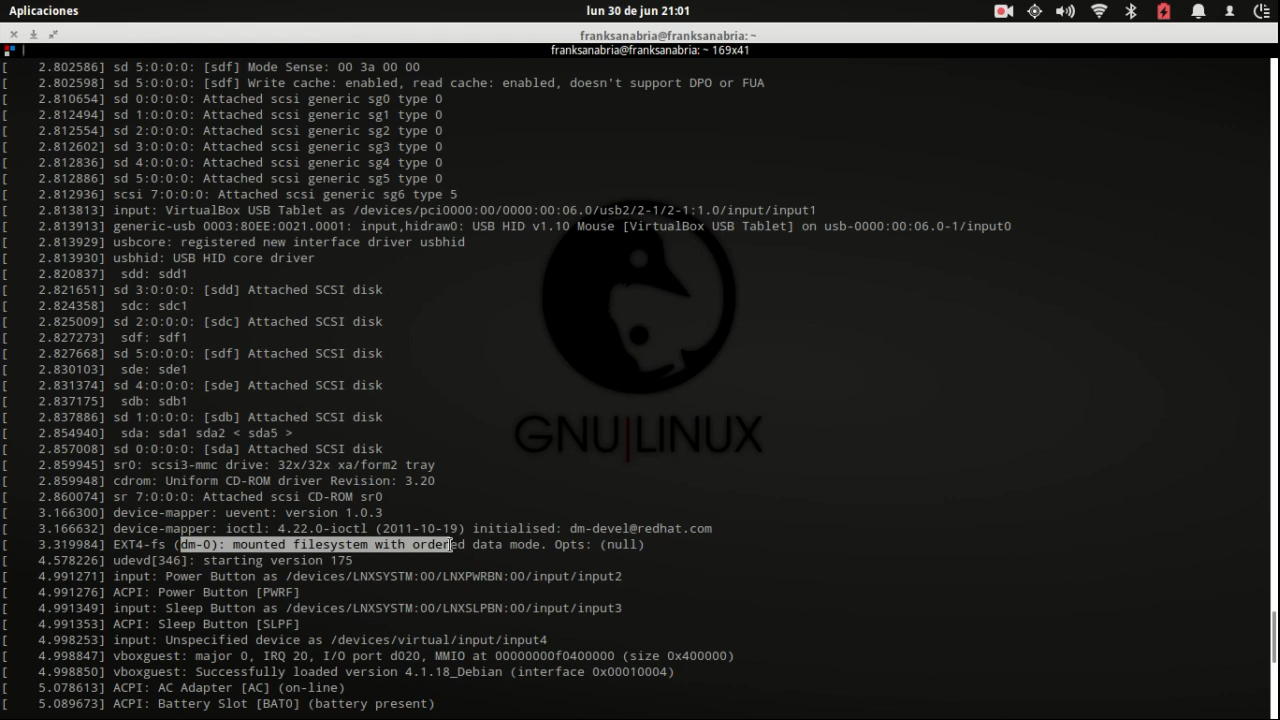 Aplicaciones
lun 30 de jun 21:01
franksanabria@franksanabria: ~
franksanabria@franksanabria: ~ 169x41
[    2.802586] sd 5:0:0:0: [sdf] Mode Sense: 00 3a 00 00
[    2.802598] sd 5:0:0:0: [sdf] Write cache: enabled, read cache: enabled, doesn't support DPO or FUA
[    2.810654] sd 0:0:0:0: Attached scsi generic sg0 type 0
[    2.812494] sd 1:0:0:0: Attached scsi generic sg1 type 0
[    2.812554] sd 2:0:0:0: Attached scsi generic sg2 type 0
[    2.812602] sd 3:0:0:0: Attached scsi generic sg3 type 0
[    2.812836] sd 4:0:0:0: Attached scsi generic sg4 type 0
[    2.812886] sd 5:0:0:0: Attached scsi generic sg5 type 0
[    2.812936] scsi 7:0:0:0: Attached scsi generic sg6 type 5
[    2.813813] input: VirtualBox USB Tablet as /devices/pci0000:00/0000:00:06.0/usb2/2-1/2-1:1.0/input/input1
[    2.813913] generic-usb 0003:80EE:0021.0001: input,hidraw0: USB HID v1.10 Mouse [VirtualBox USB Tablet] on usb-0000:00:06.0-1/input0
[    2.813929] usbcore: registered new interface driver usbhid
[    2.813930] usbhid: USB HID core driver
[    2.820837]  sdd: sdd1
[    2.821651] sd 3:0:0:0: [sdd] Attached SCSI disk
[    2.824358]  sdc: sdc1
[    2.825009] sd 2:0:0:0: [sdc] Attached SCSI disk
[    2.827273]  sdf: sdf1
[    2.827668] sd 5:0:0:0: [sdf] Attached SCSI disk
[    2.830103]  sde: sde1
[    2.831374] sd 4:0:0:0: [sde] Attached SCSI disk
[    2.837175]  sdb: sdb1
[    2.837886] sd 1:0:0:0: [sdb] Attached SCSI disk
[    2.854940]  sda: sda1 sda2 < sda5 >
[    2.857008] sd 0:0:0:0: [sda] Attached SCSI disk
[    2.859945] sr0: scsi3-mmc drive: 32x/32x xa/form2 tray
[    2.859948] cdrom: Uniform CD-ROM driver Revision: 3.20
[    2.860074] sr 7:0:0:0: Attached scsi CD-ROM sr0
[    3.166300] device-mapper: uevent: version 1.0.3
[    3.166632] device-mapper: ioctl: 4.22.0-ioctl (2011-10-19) initialised: dm-devel@redhat.com
[    3.319984] EXT4-fs (dm-0): mounted filesystem with ordered data mode. Opts: (null)
[    4.578226] udevd[346]: starting version 175
[    4.991271] input: Power Button as /devices/LNXSYSTM:00/LNXPWRBN:00/input/input2
[    4.991276] ACPI: Power Button [PWRF]
[    4.991349] input: Sleep Button as /devices/LNXSYSTM:00/LNXSLPBN:00/input/input3
[    4.991353] ACPI: Sleep Button [SLPF]
[    4.998253] input: Unspecified device as /devices/virtual/input/input4
[    4.998847] vboxguest: major 0, IRQ 20, I/O port d020, MMIO at 00000000f0400000 (size 0x400000)
[    4.998850] vboxguest: Successfully loaded version 4.1.18_Debian (interface 0x00010004)
[    5.078613] ACPI: AC Adapter [AC] (on-line)
[    5.089673] ACPI: Battery Slot [BAT0] (battery present)
GNU|LINUX